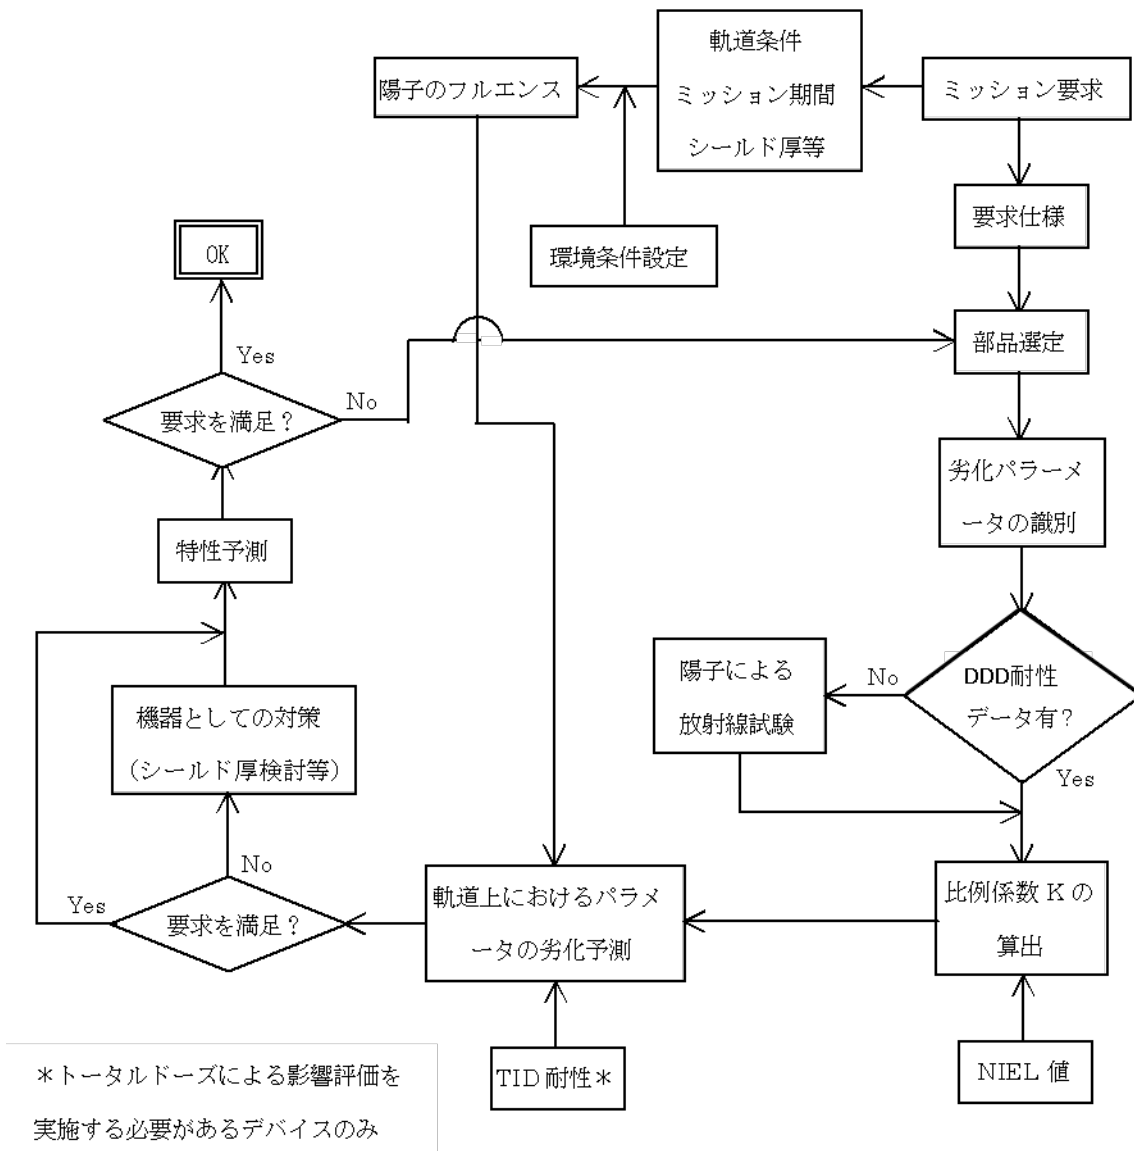 軌道条件
ミッション期間
シールド厚等
陽子のフルエンス
ミッション要求
要求仕様
環境条件設定
OK
部品選定
Yes
No
要求を満足？
劣化パラーメ
ータの識別
特性予測
陽子による
放射線試験
No
DDD耐性
データ有?
Yes
機器としての対策
（シールド厚検討等）
No
Yes
要求を満足？
軌道上におけるパラメ
ータの劣化予測
比例係数 K の
算出
TID 耐性＊
NIEL 値
＊トータルドーズによる影響評価を
実施する必要があるデバイスのみ